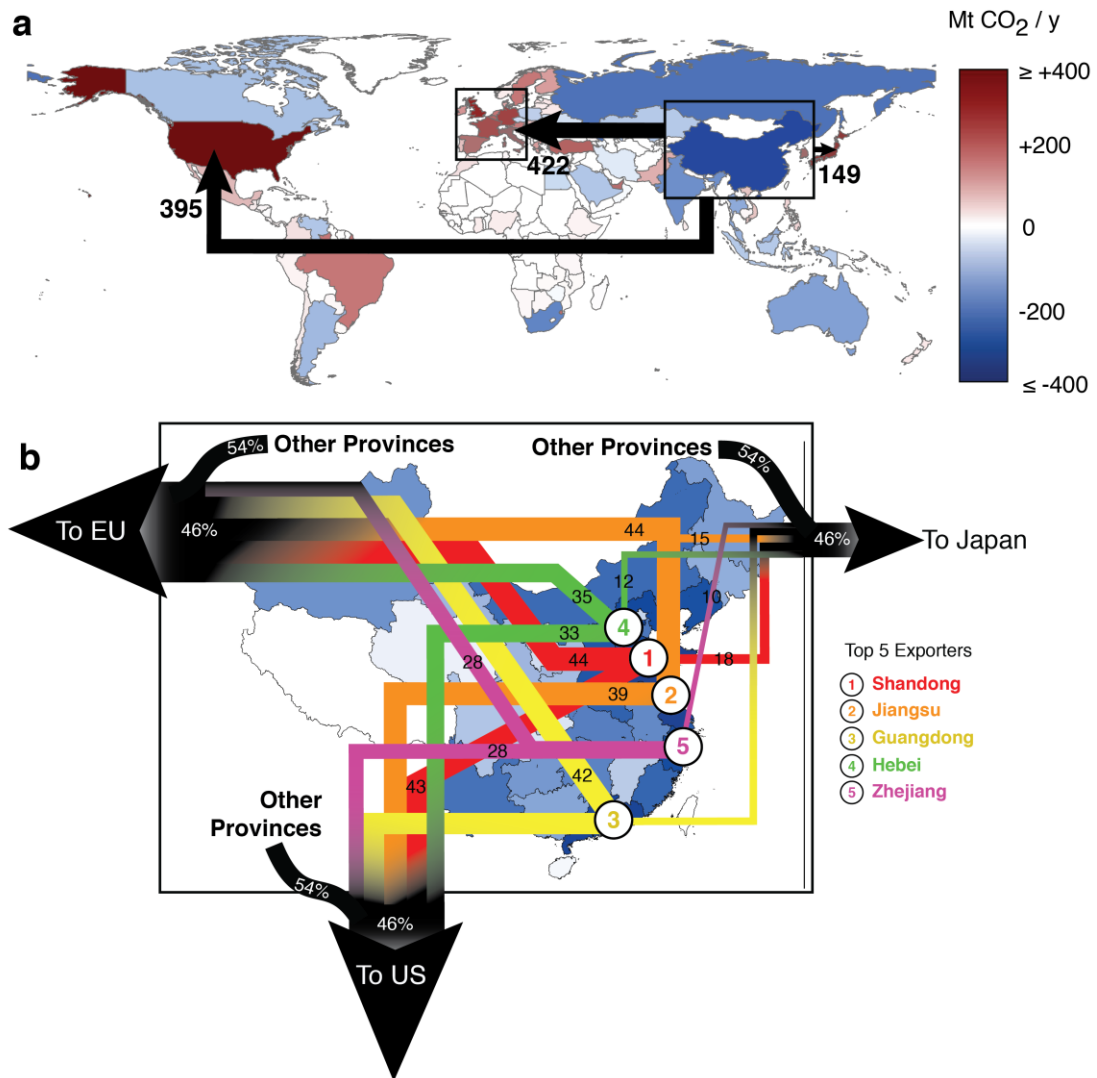 a
Mt CO2 / y
≥ +400
+200
0
-200
≤ -400
422
149
395
b
54%
Other Provinces
Other Provinces
54%
To EU
46%
44
15
46%
To Japan
12
10
35
4
33
28
44
1
18
39
2
28
5
43
42
3
Top 5 Exporters
1 Shandong
2 Jiangsu
3 Guangdong
4 Hebei
5 Zhejiang
Other
Provinces
54%
46%
To US